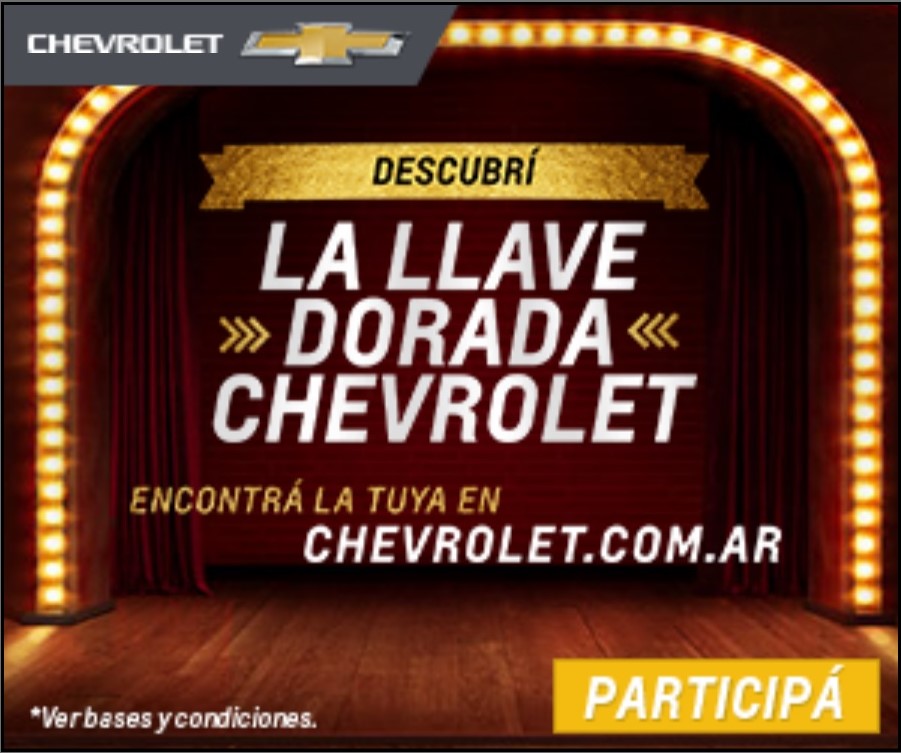 CHEVROLET
DESCUBRÍ
LA LLAVE
DORADA
CHEVROLET
ENCONTRÁ LA TUYA EN
CHEVROLET.COM.AR
*Ver bases y condiciones.
PARTICIPÁ